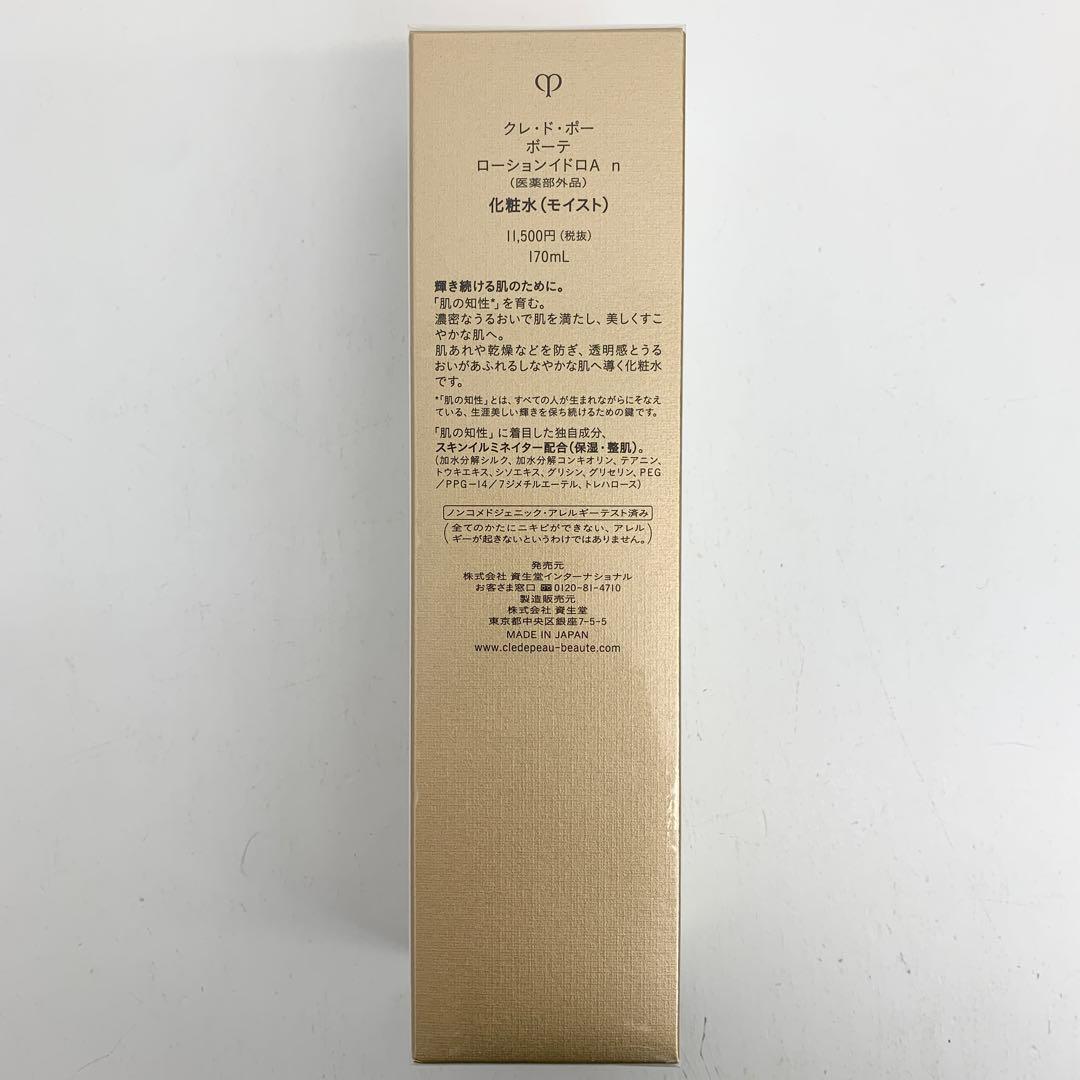 クレ・ド・ポー
ボーテ
ローションイドロA n
(医薬部外品)
化粧水(モイスト)
11,500円(税抜)
170mL
輝き続ける肌のために。
「肌の知性*」を育む。
濃密なうるおいで肌を満たし、美しくすこ
やかな肌へ。
肌あれや乾燥などを防ぎ、透明感とうる
おいがあふれるしなやかな肌へ導く化粧水
です。
*「肌の知性」とは、すべての人が生まれながらにそなえ
ている、生涯美しい輝きを保ち続けるための鍵です。
「肌の知性」に着目した独自成分、
スキンイルミネイター配合(保湿・整肌)。
(加水分解シルク、加水分解コンキオリン、テアニン、
トウキエキス、シソエキス、グリシン、グリセリン、PEG
/PPG-14/7ジメチルエーテル、トレハロース)
ノンコメドジェニック・アレルギーテスト済み
(全てのかたにニキビができない、アレル
ギーが起きないというわけではありません。)
発売元
株式会社 資生堂インターナショナル
お客さま窓口 0120-81-4710
製造販売元
株式会社 資生堂
東京都中央区銀座7-5-5
MADE IN JAPAN
www.cledepeau-beaute.com